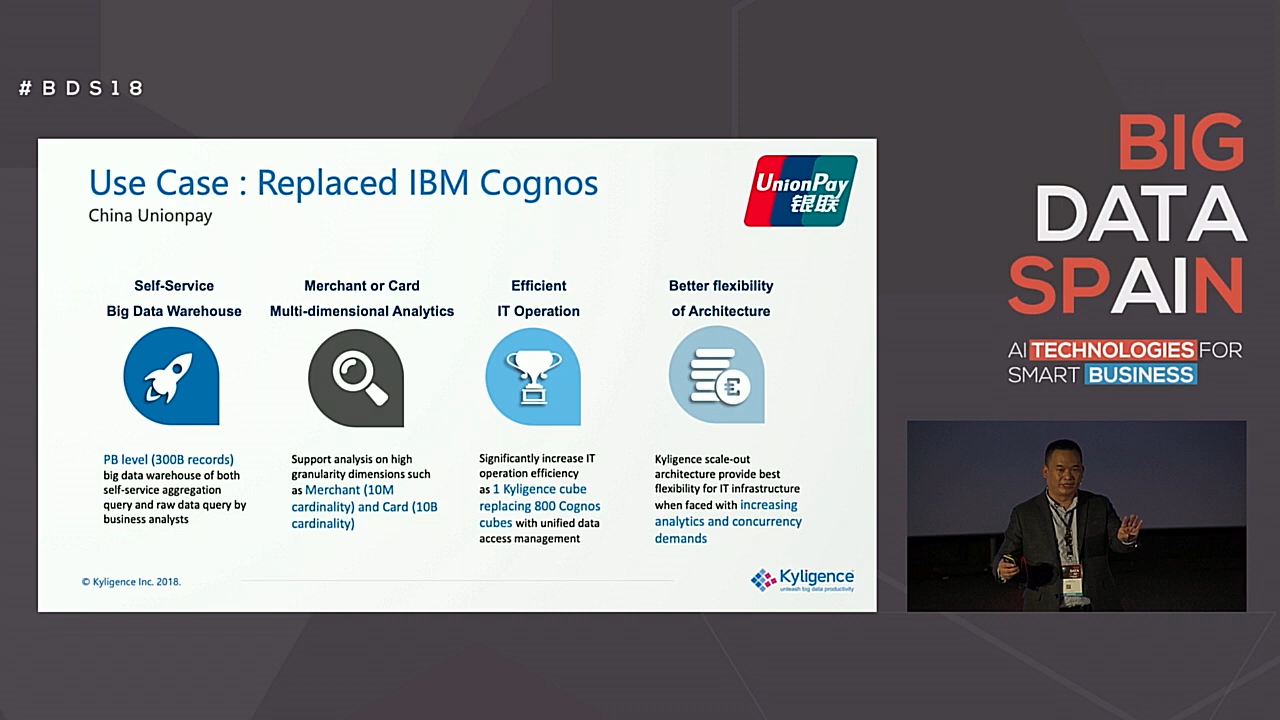 #BDS18
Use Case : Replaced IBM Cognos
China Unionpay
UnionPay
银联
Self-Service
Big Data Warehouse
PB level (300B records)
big data warehouse of both
self-service aggregation
query and raw data query by
business analysts
Merchant or Card
Multi-dimensional Analytics
Support analysis on high
granularity dimensions such
as Merchant (10M
cardinality) and Card (10B
cardinality)
Efficient
IT Operation
Significantly increase IT
operation efficiency
as 1 Kyligence cube
replacing 800 Cognos
cubes with unified data
access management
Better flexibility
of Architecture
Kyligence scale-out
architecture provide best
flexibility for IT infrastructure
when faced with increasing
analytics and concurrency
demands
© Kyligence Inc. 2018.
Kyligence
unleash big data productivity
BIG
DATA
SPAIN
AI TECHNOLOGIES FOR
SMART BUSINESS